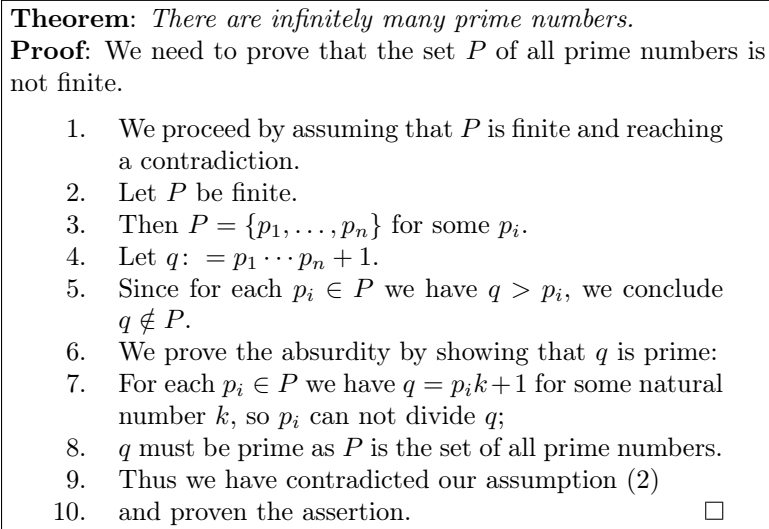 Theorem: There are infinitely many prime numbers.
Proof: We need to prove that the set P of all prime numbers is
not finite.
1. We proceed by assuming that P is finite and reaching
a contradiction.
2. Let P be finite.
3. Then P = {p₁, . . . , pₙ} for some pᵢ.
4. Let q: = p₁ · · · pₙ + 1.
5. Since for each pᵢ ∈ P we have q > pᵢ, we conclude
q ∉ P.
6. We prove the absurdity by showing that q is prime:
7. For each pᵢ ∈ P we have q = pᵢk+1 for some natural
number k, so pᵢ can not divide q;
8. q must be prime as P is the set of all prime numbers.
9. Thus we have contradicted our assumption (2)
10. and proven the assertion. □